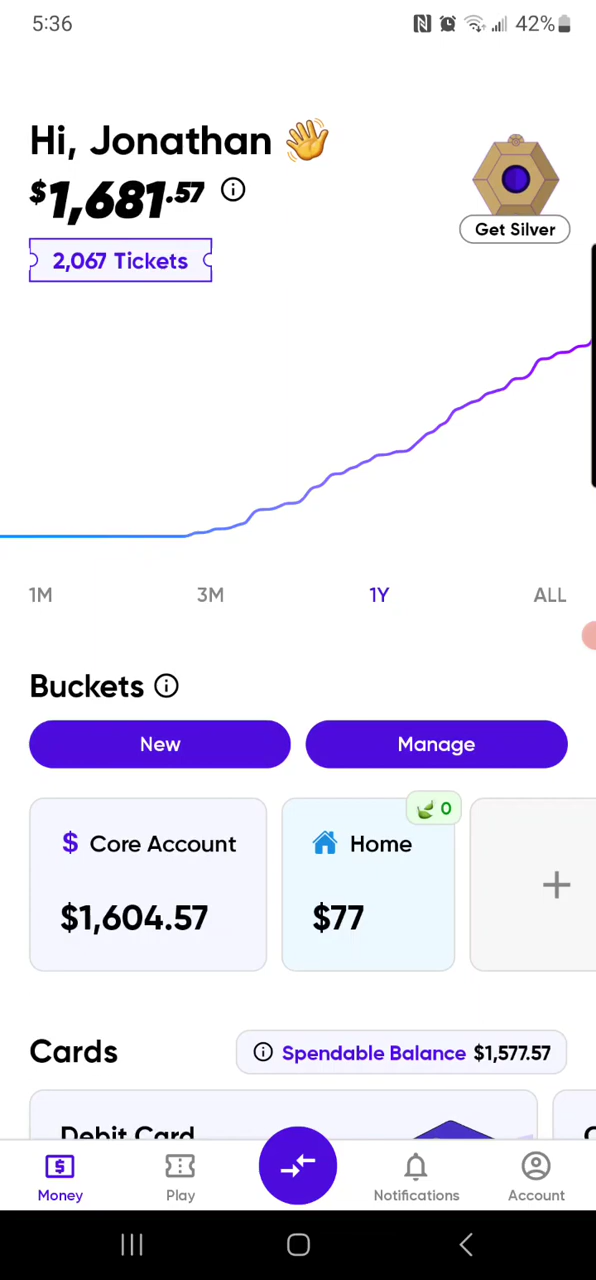 5:36
42%
Hi, Jonathan 👋
$1,681.57
Get Silver
2,067 Tickets
1M 3M 1Y ALL
Buckets
New Manage
0
$ Core Account Home
$1,604.57 $77
Cards Spendable Balance $1,577.57
Debit Card
Money Play Notifications Account